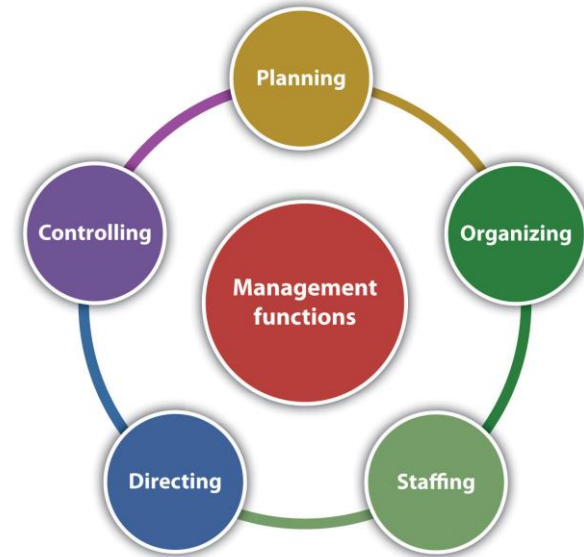 Planning
Organizing
Staffing
Directing
Controlling
Management
functions